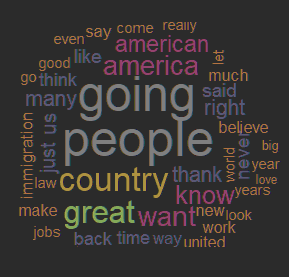 really
say come
even
american
let
good like
america
go think
much
going
said
many
right
immigration
just us
people
believe
never
big
world
year
law
country
thank
love
know
years
make
great
want
new look
work
jobs
back time way
united